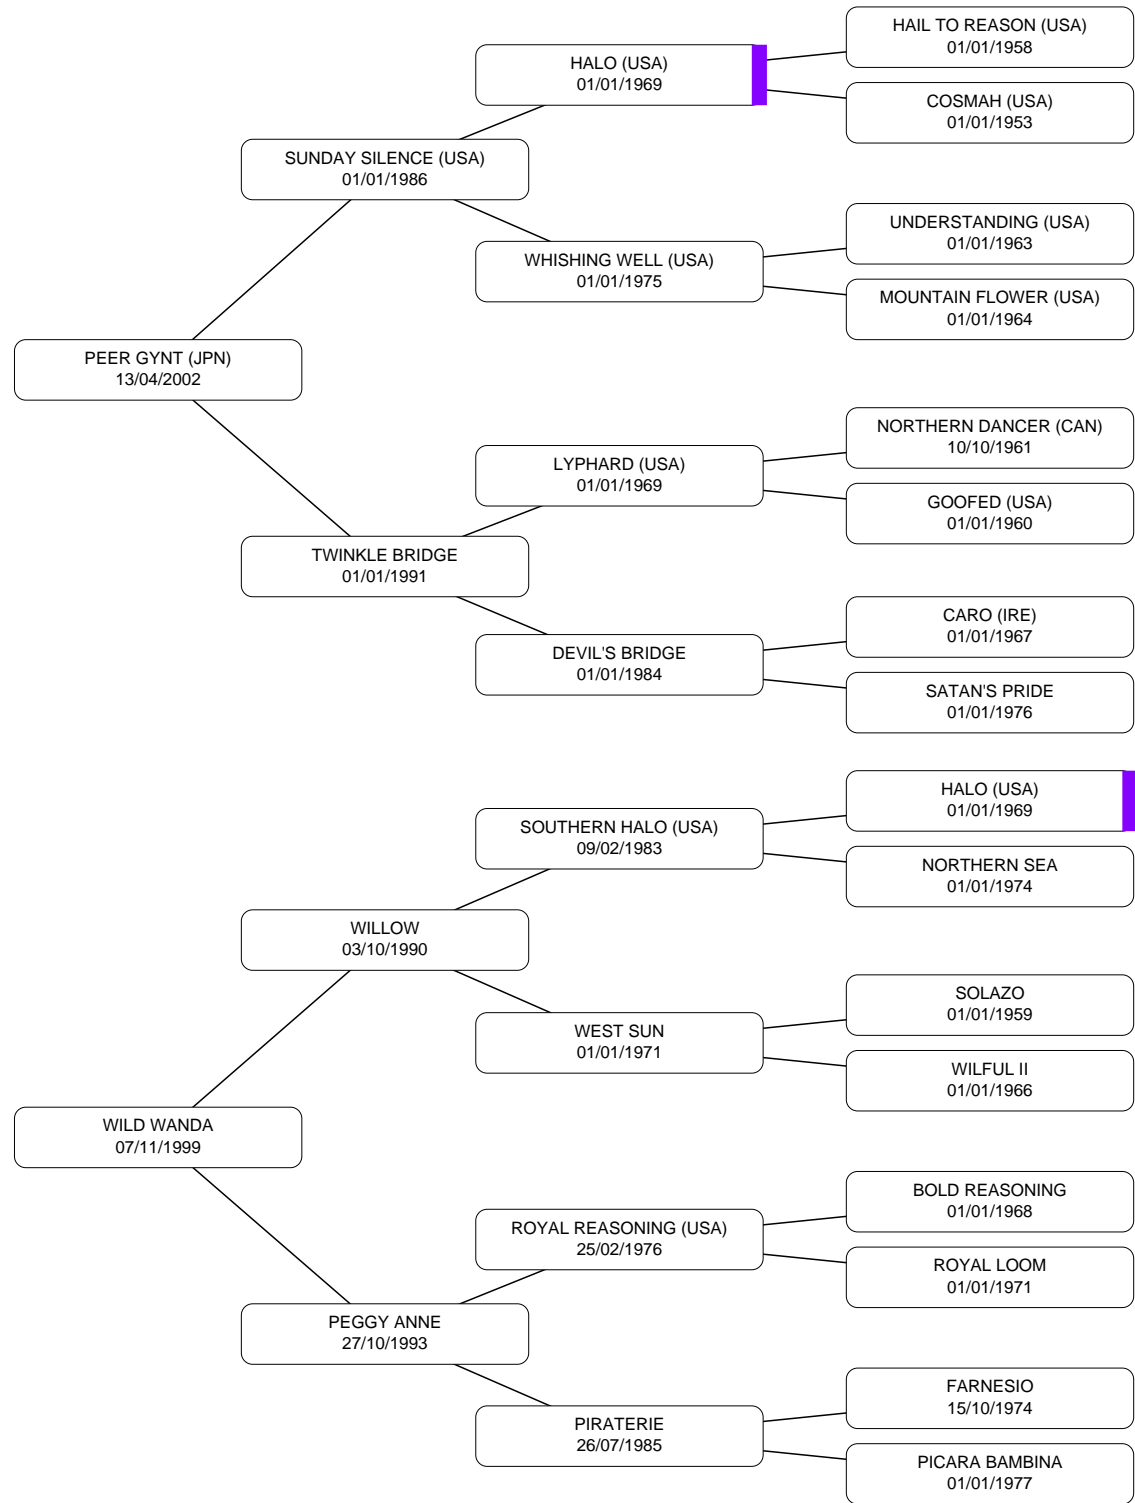 HAIL TO REASON (USA)
01/01/1958
HALO (USA)
01/01/1969
COSMAH (USA)
01/01/1953
SUNDAY SILENCE (USA)
01/01/1986
UNDERSTANDING (USA)
01/01/1963
WHISHING WELL (USA)
01/01/1975
MOUNTAIN FLOWER (USA)
01/01/1964
PEER GYNT (JPN)
13/04/2002
NORTHERN DANCER (CAN)
10/10/1961
LYPHARD (USA)
01/01/1969
GOOFED (USA)
01/01/1960
TWINKLE BRIDGE
01/01/1991
CARO (IRE)
01/01/1967
DEVIL'S BRIDGE
01/01/1984
SATAN'S PRIDE
01/01/1976
HALO (USA)
01/01/1969
SOUTHERN HALO (USA)
09/02/1983
NORTHERN SEA
01/01/1974
WILLOW
03/10/1990
SOLAZO
01/01/1959
WEST SUN
01/01/1971
WILFUL II
01/01/1966
WILD WANDA
07/11/1999
BOLD REASONING
01/01/1968
ROYAL REASONING (USA)
25/02/1976
ROYAL LOOM
01/01/1971
PEGGY ANNE
27/10/1993
FARNESIO
15/10/1974
PIRATERIE
26/07/1985
PICARA BAMBINA
01/01/1977